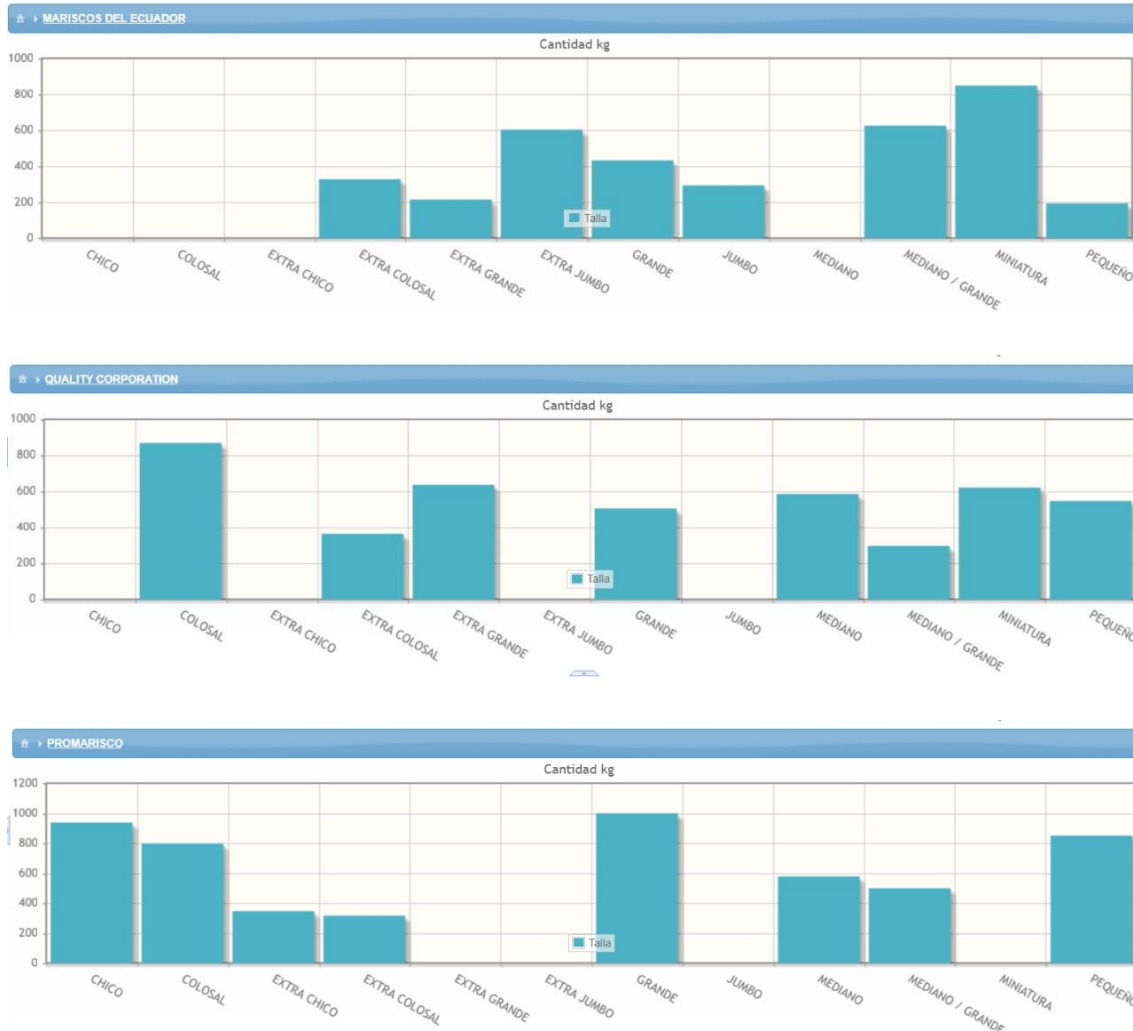 MARISCOS DEL ECUADOR
Cantidad kg
1000
800
600
400
200
0
Talla
CHICO
COLOSAL
EXTRA CHICO
EXTRA COLOSAL
EXTRA GRANDE
EXTRA JUMBO
GRANDE
JUMBO
MEDIANO
MEDIANO / GRANDE
MINIATURA
PEQUEÑO
QUALITY CORPORATION
Cantidad kg
1000
800
600
400
200
0
Talla
CHICO
COLOSAL
EXTRA CHICO
EXTRA COLOSAL
EXTRA GRANDE
EXTRA JUMBO
GRANDE
JUMBO
MEDIANO
MEDIANO / GRANDE
MINIATURA
PEQUEÑO
PROMARISCO
Cantidad kg
1200
1000
800
600
400
200
0
Talla
CHICO
COLOSAL
EXTRA CHICO
EXTRA COLOSAL
EXTRA GRANDE
EXTRA JUMBO
GRANDE
JUMBO
MEDIANO
MEDIANO / GRANDE
MINIATURA
PEQUEÑO